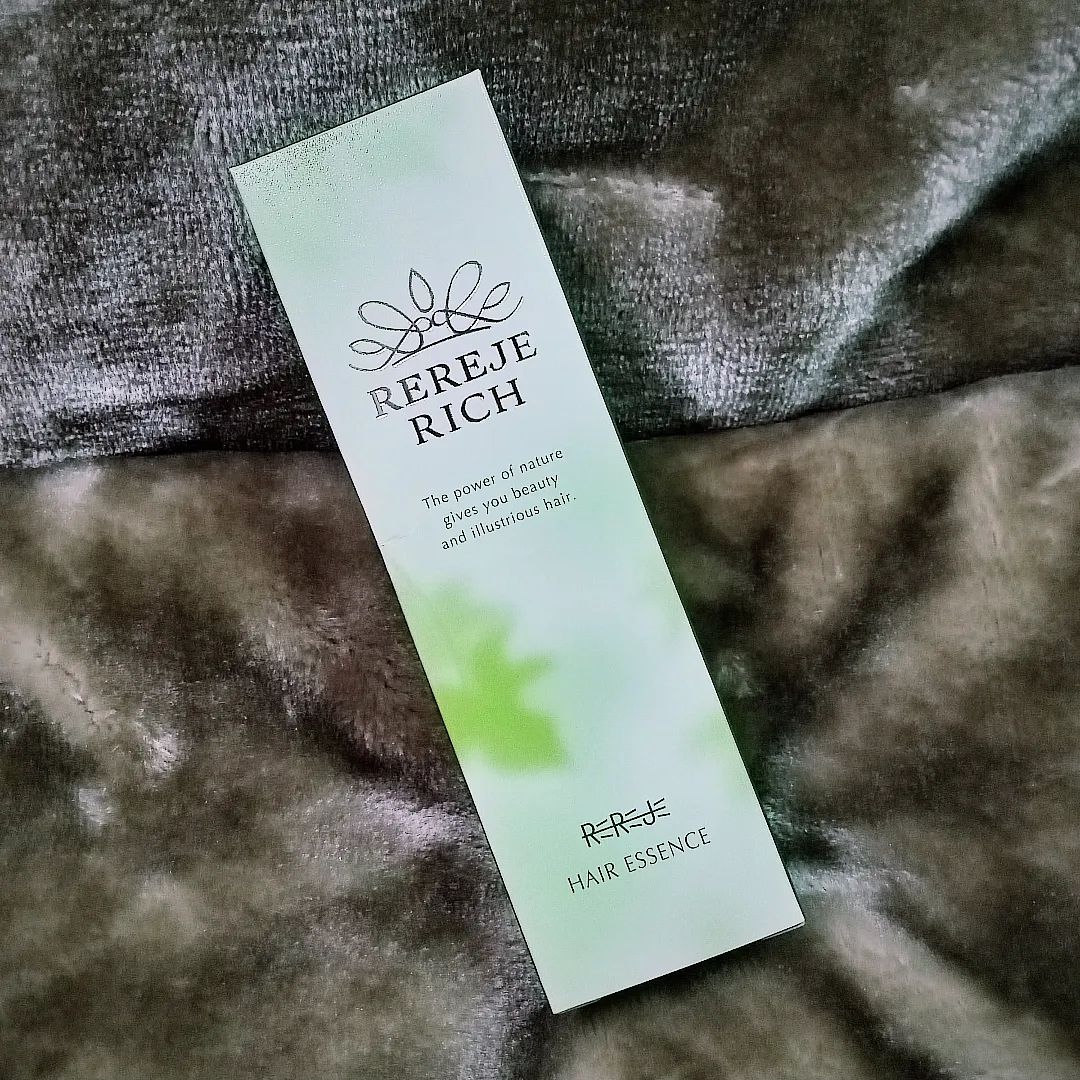 REREJE
RICH
The power of nature
gives you beauty
and illustrious hair.
REREJE
HAIR ESSENCE